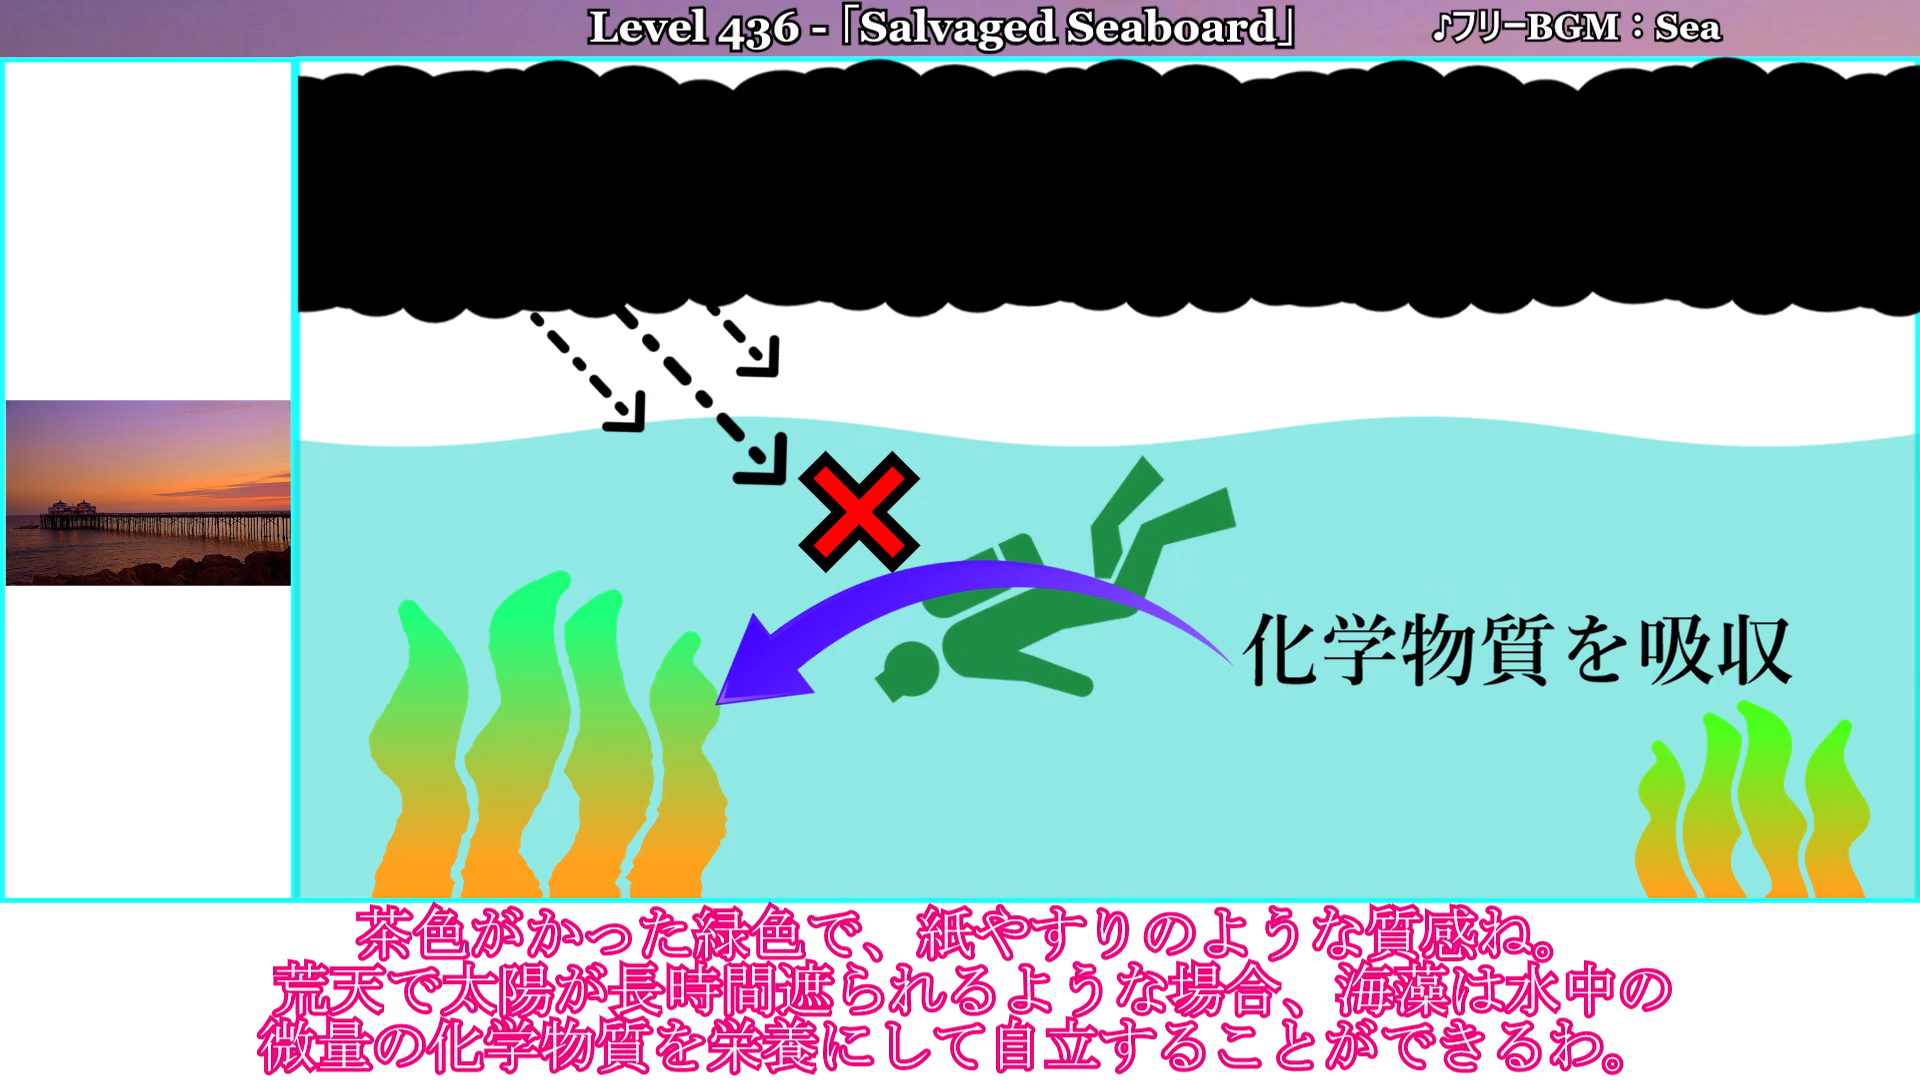 Level 436 -「Salvaged Seaboard」
♪フリーBGM：Sea
化学物質を吸収
茶色がかった緑色で、紙やすりのような質感ね。
荒天で太陽が長時間遮られるような場合、海藻は水中の
微量の化学物質を栄養にして自立することができるわ。